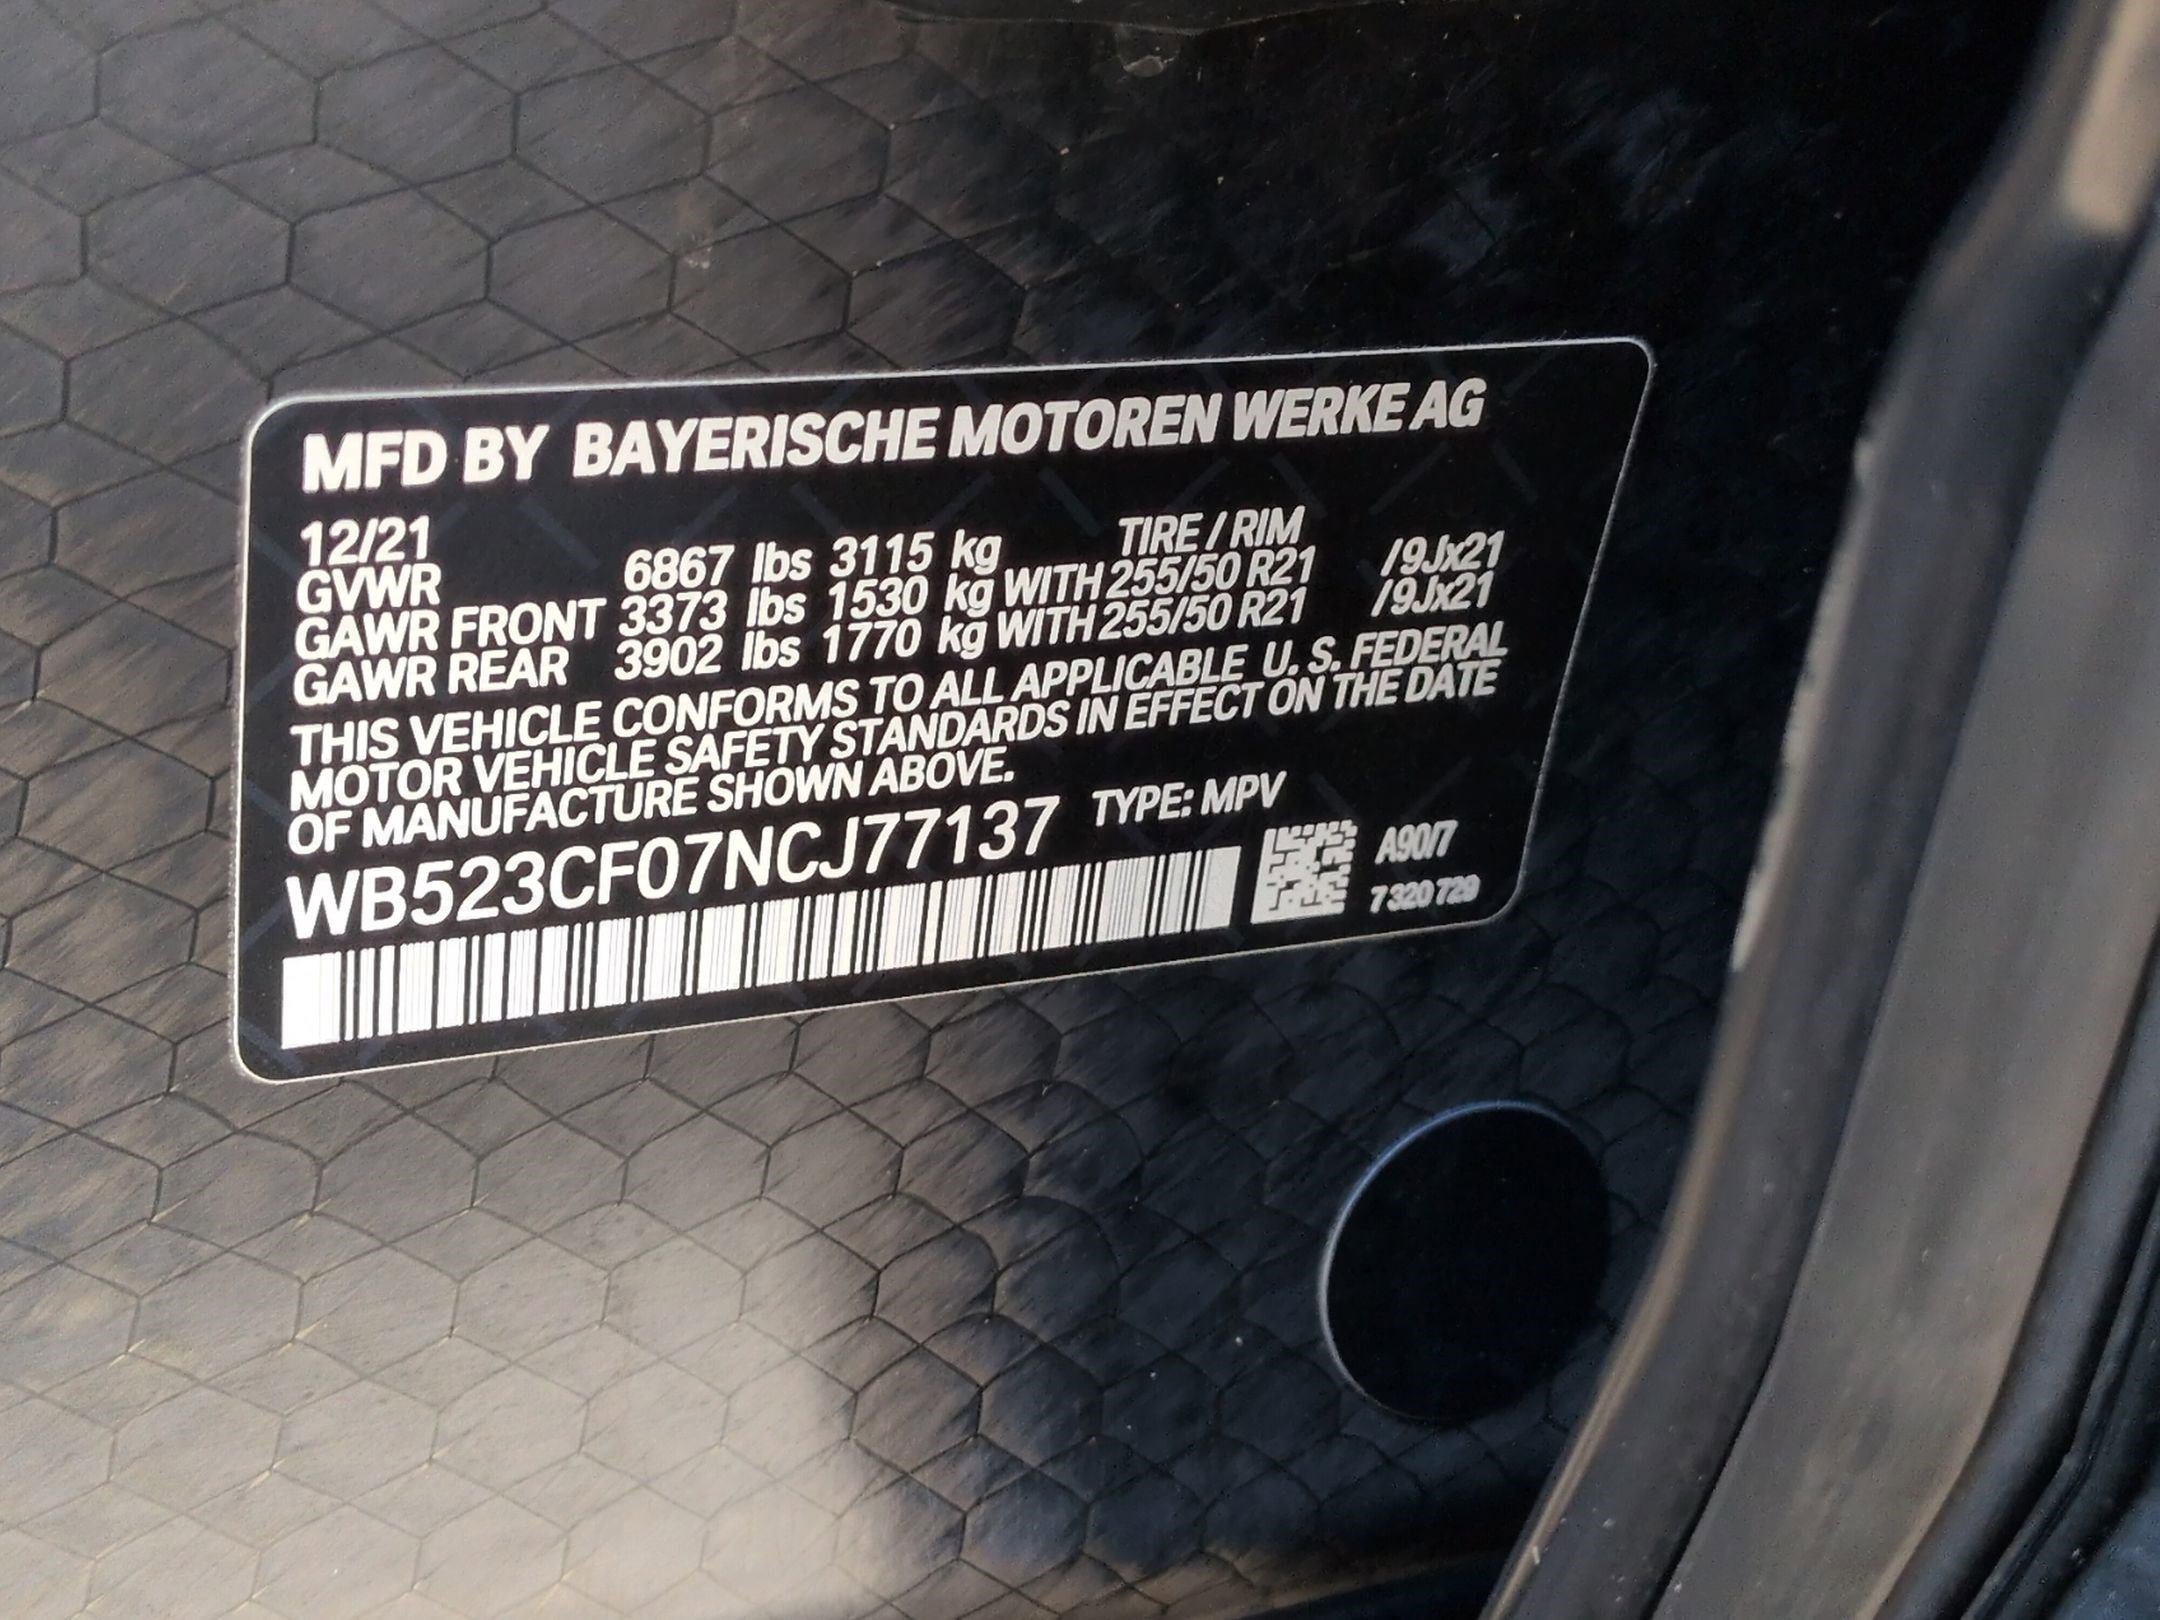 MFD BY BAYERISCHE MOTOREN WERKE AG
12/21 TIRE / RIM
GVWR 6867 lbs 3115 kg
GAWR FRONT 3373 lbs 1530 kg WITH 255/50 R21 /9Jx21
GAWR REAR 3902 lbs 1770 kg WITH 255/50 R21 /9Jx21
THIS VEHICLE CONFORMS TO ALL APPLICABLE U. S. FEDERAL
MOTOR VEHICLE SAFETY STANDARDS IN EFFECT ON THE DATE
OF MANUFACTURE SHOWN ABOVE.
WB523CF07NCJ77137 TYPE: MPV
A90/7
7 320 729